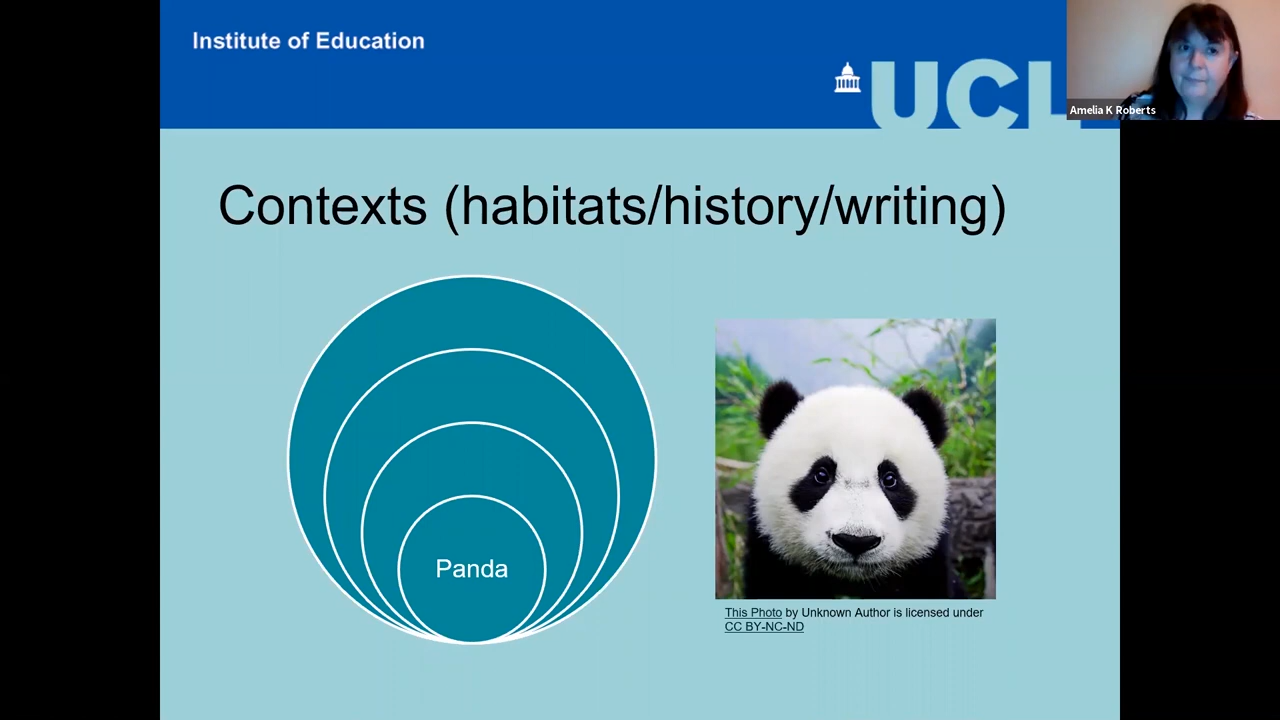 Institute of Education
UCL
Amelia K Roberts
Contexts (habitats/history/writing)
Panda
This Photo by Unknown Author is licensed under
CC BY-NC-ND